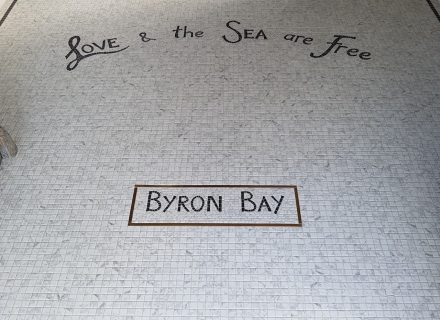 LOVE & the SEA are Free
BYRON BAY